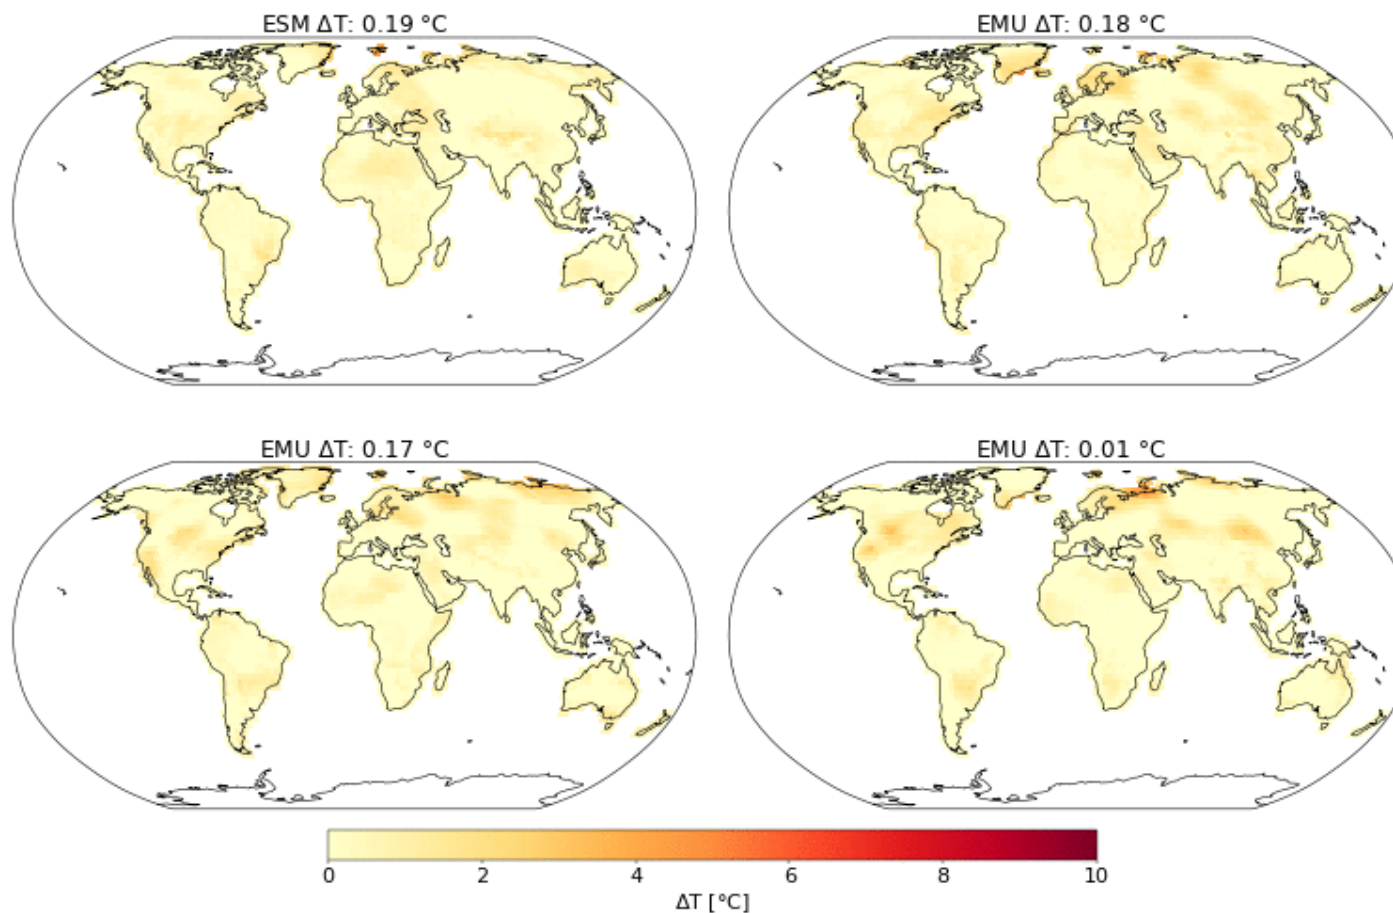 ESM ΔT: 0.19 °C
EMU ΔT: 0.18 °C
EMU ΔT: 0.17 °C
EMU ΔT: 0.01 °C
0 2 4 6 8 10
ΔT [°C]